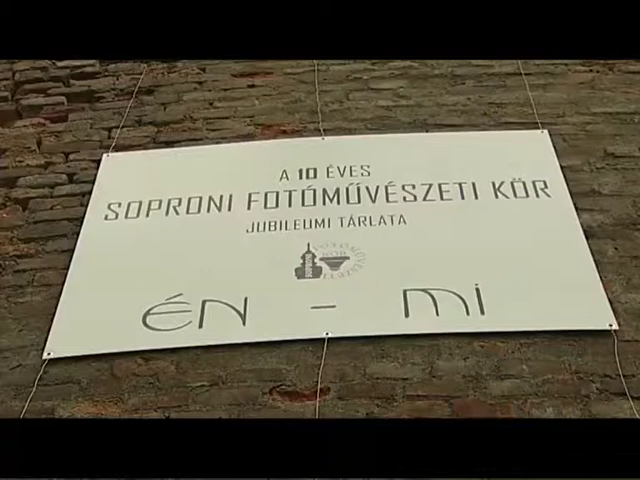 A 10 ÉVES
SOPRONI FOTÓMŰVÉSZETI KÖR
JUBILEUMI TÁRLATA
én - mi